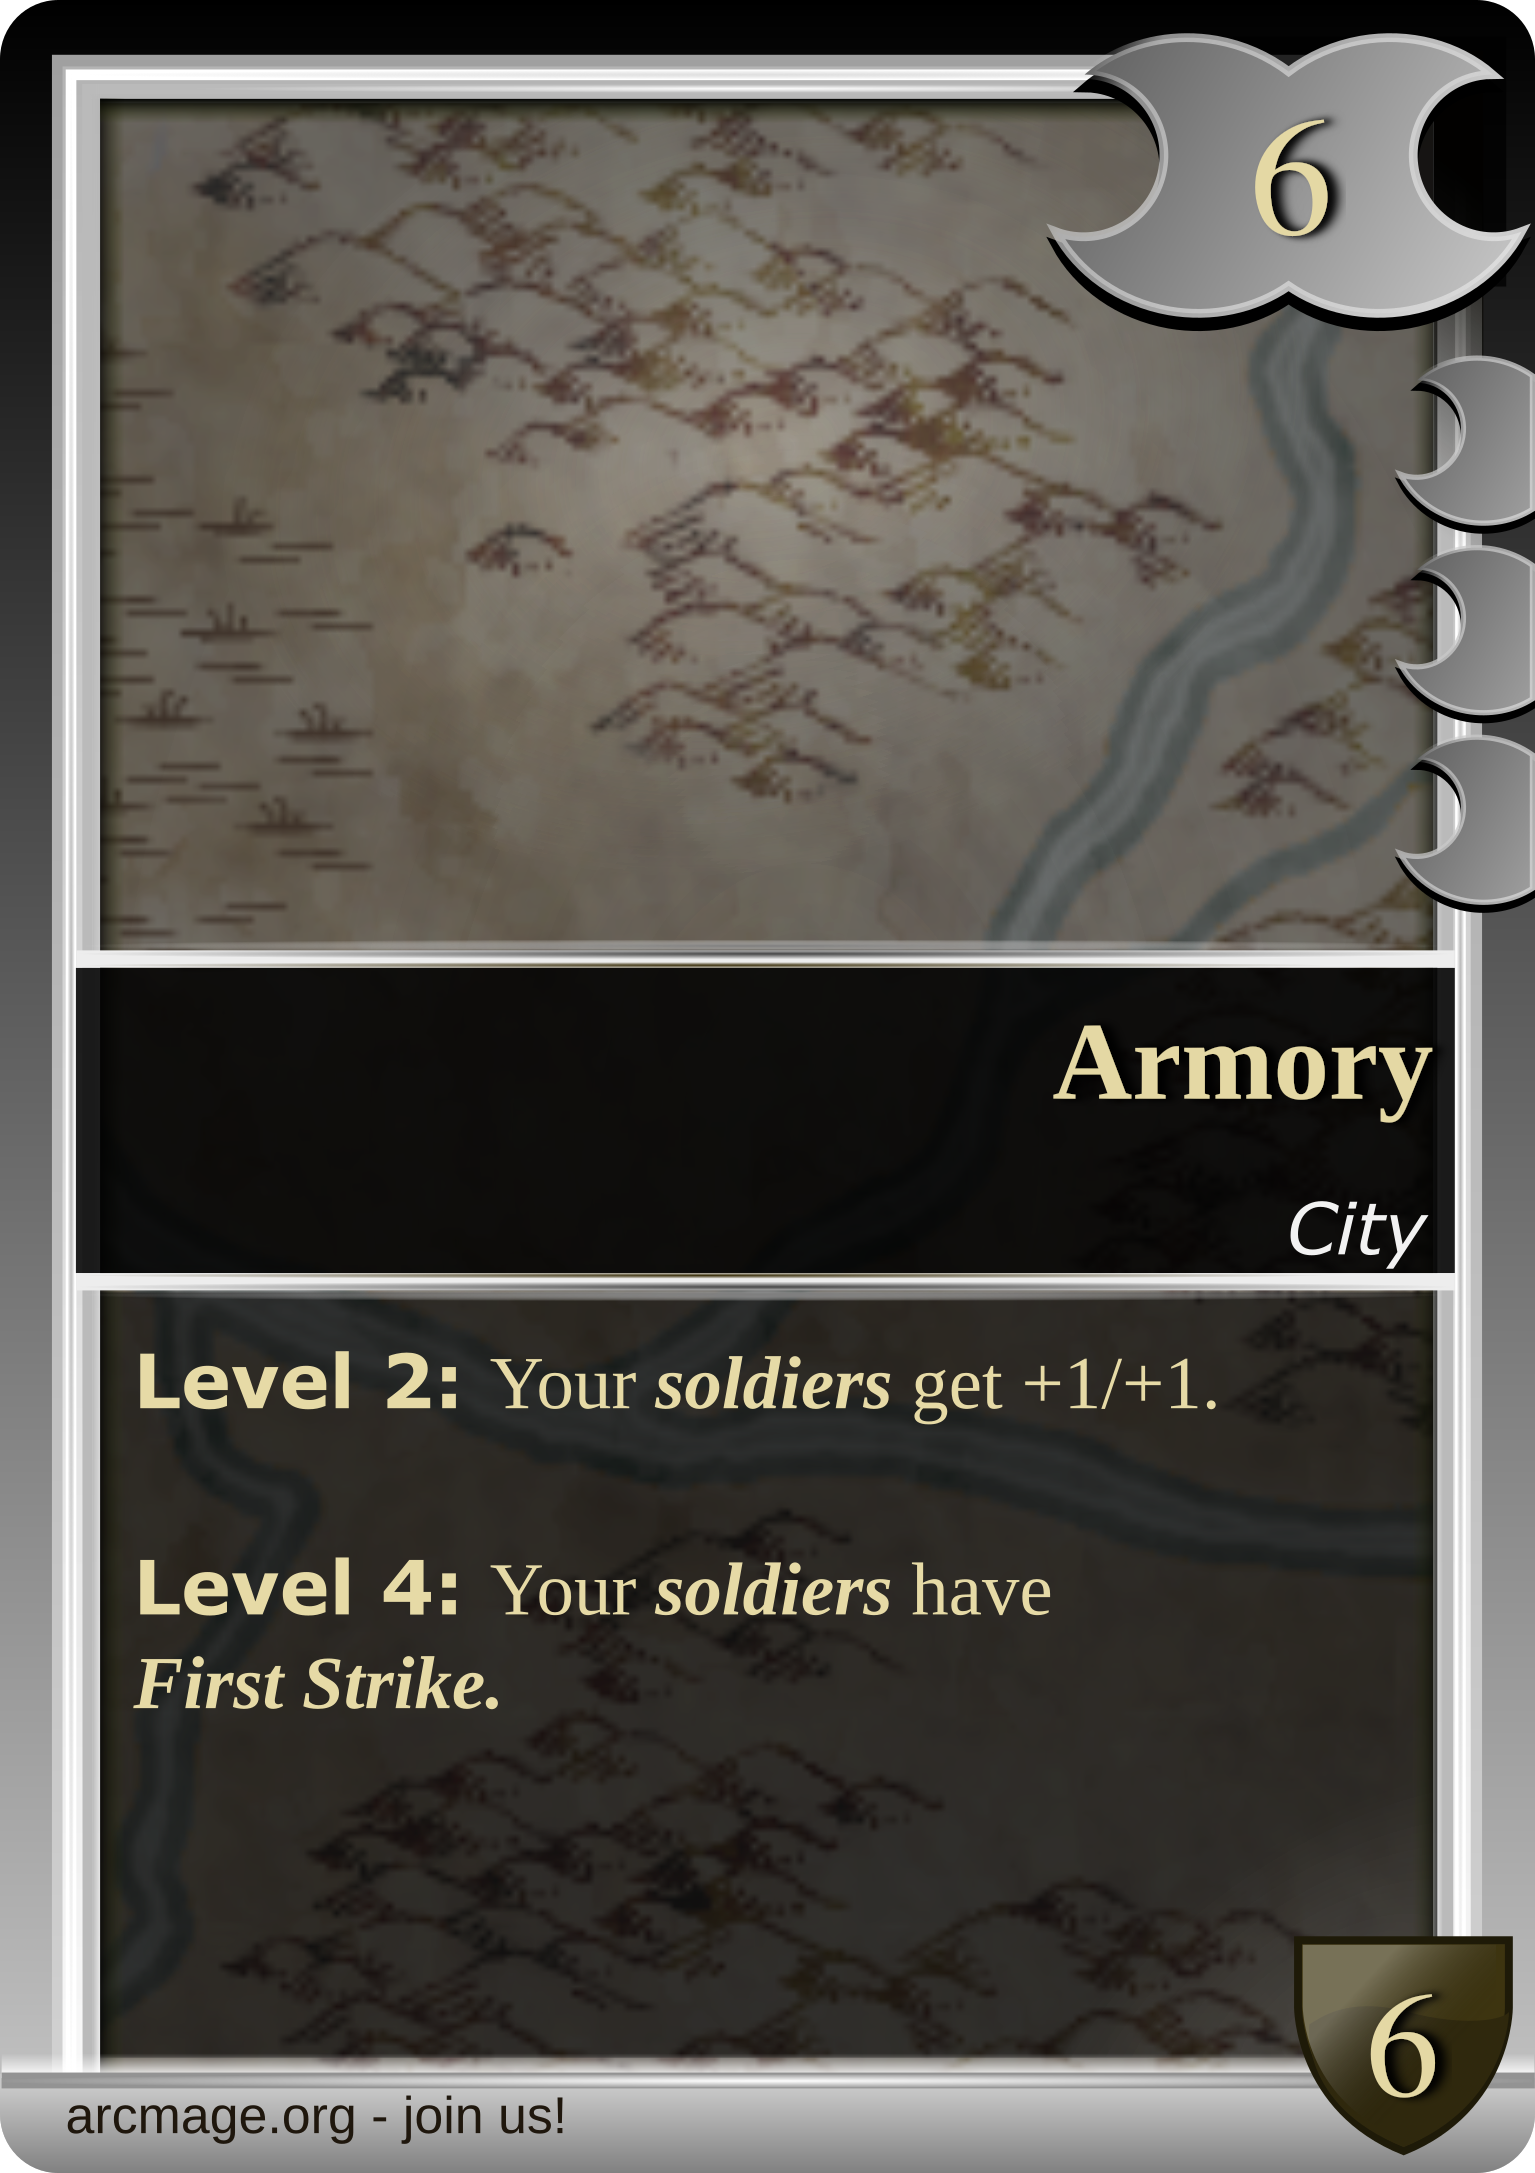 6
Armory
City
Level 2: Your soldiers get +1/+1.
Level 4: Your soldiers have
First Strike.
6
arcmage.org - join us!